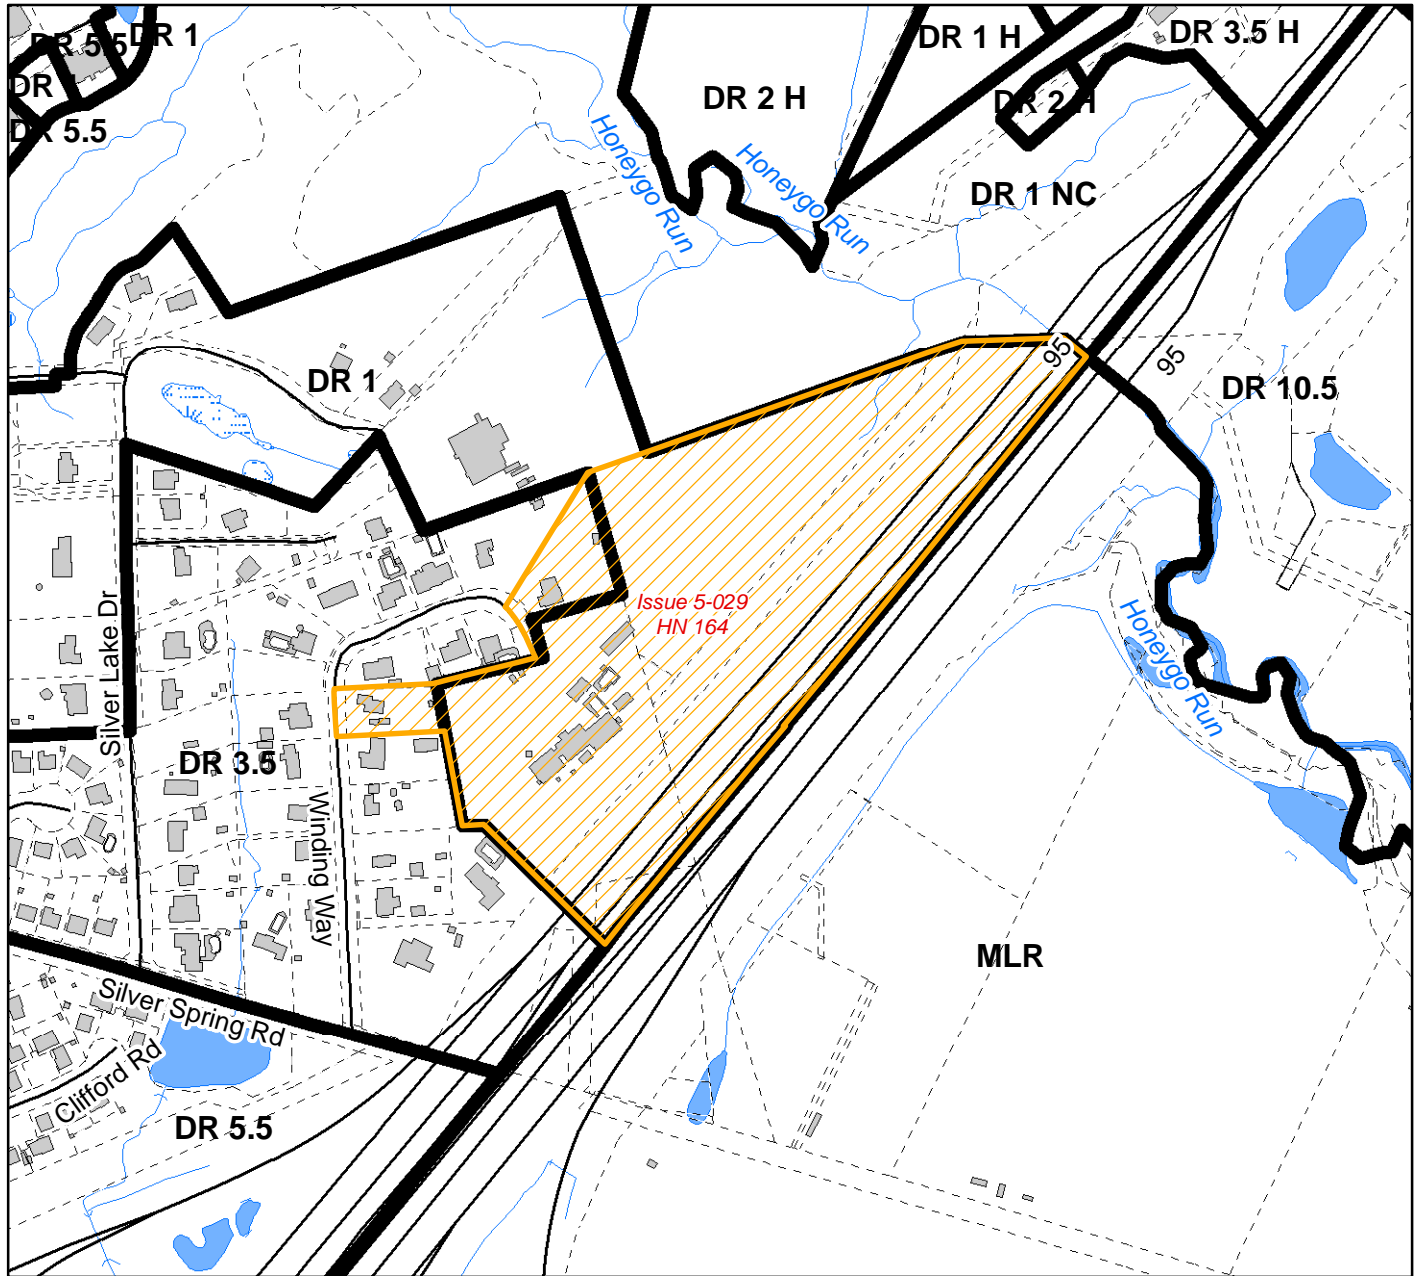 DR 5.5
DR 1
DR 1 H
DR 3.5 H
DR
DR 2 H
DR 2 H
DR 5.5
Honeygo Run
Honeygo Run
DR 1 NC
95
95
DR 1
DR 10.5
Issue 5-029
HN 164
Honeygo Run
Silver Lake Dr
DR 3.5
Winding Way
MLR
Silver Spring Rd
Clifford Rd
DR 5.5